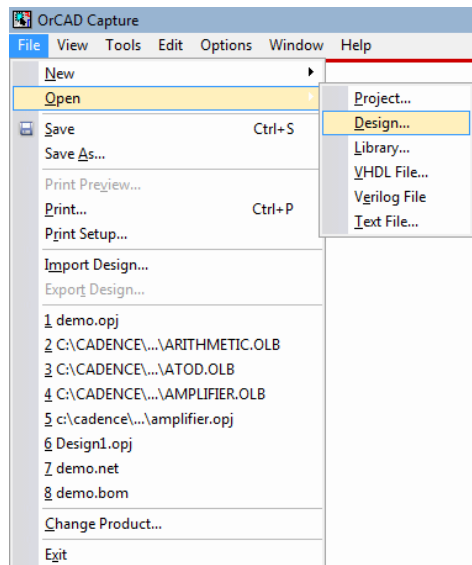 OrCAD Capture
File View Tools Edit Options Window Help
New
Open
Save Ctrl+S
Save As...
Print Preview...
Print... Ctrl+P
Print Setup...
Import Design...
Export Design...
1 demo.opj
2 C:\CADENCE\...\ARITHMETIC.OLB
3 C:\CADENCE\...\ATOD.OLB
4 C:\CADENCE\...\AMPLIFIER.OLB
5 c:\cadence\...\amplifier.opj
6 Design1.opj
7 demo.net
8 demo.bom
Change Product...
Exit
Project...
Design...
Library...
VHDL File...
Verilog File
Text File...